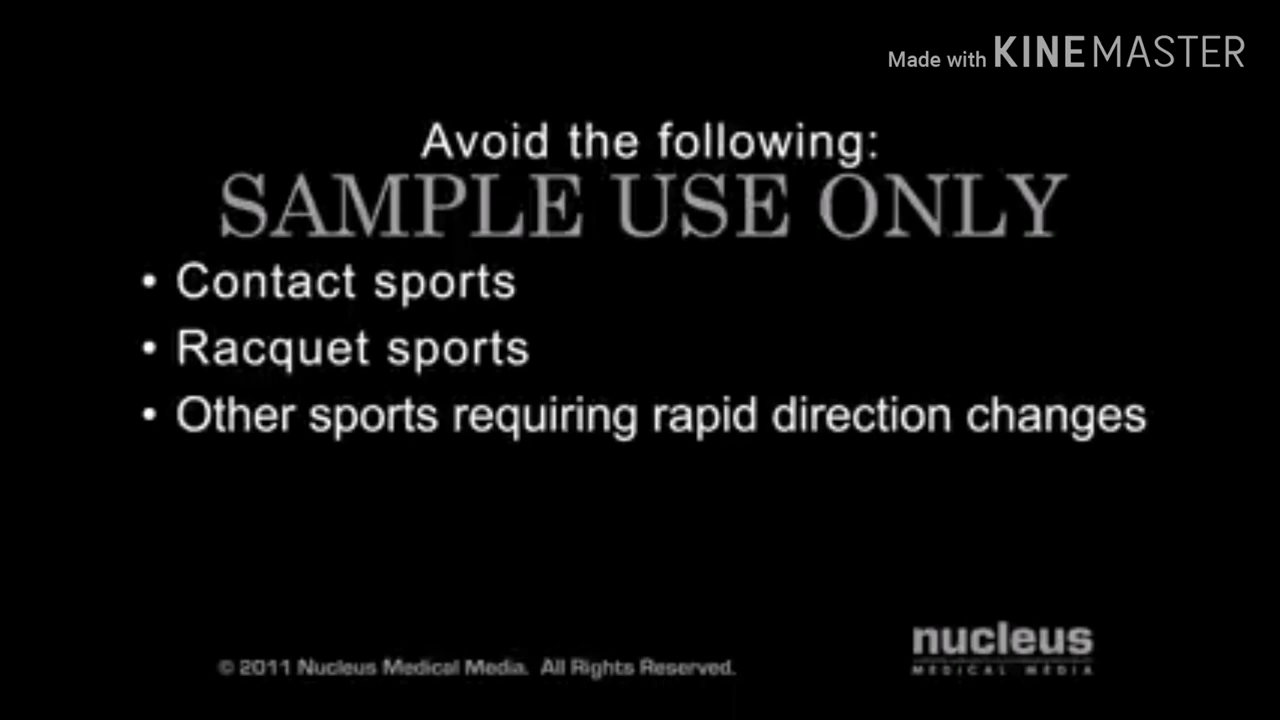 Made with KINEMASTER
Avoid the following:
SAMPLE USE ONLY
• Contact sports
• Racquet sports
• Other sports requiring rapid direction changes
nucleus
MEDICAL MEDIA
© 2011 Nucleus Medical Media. All Rights Reserved.